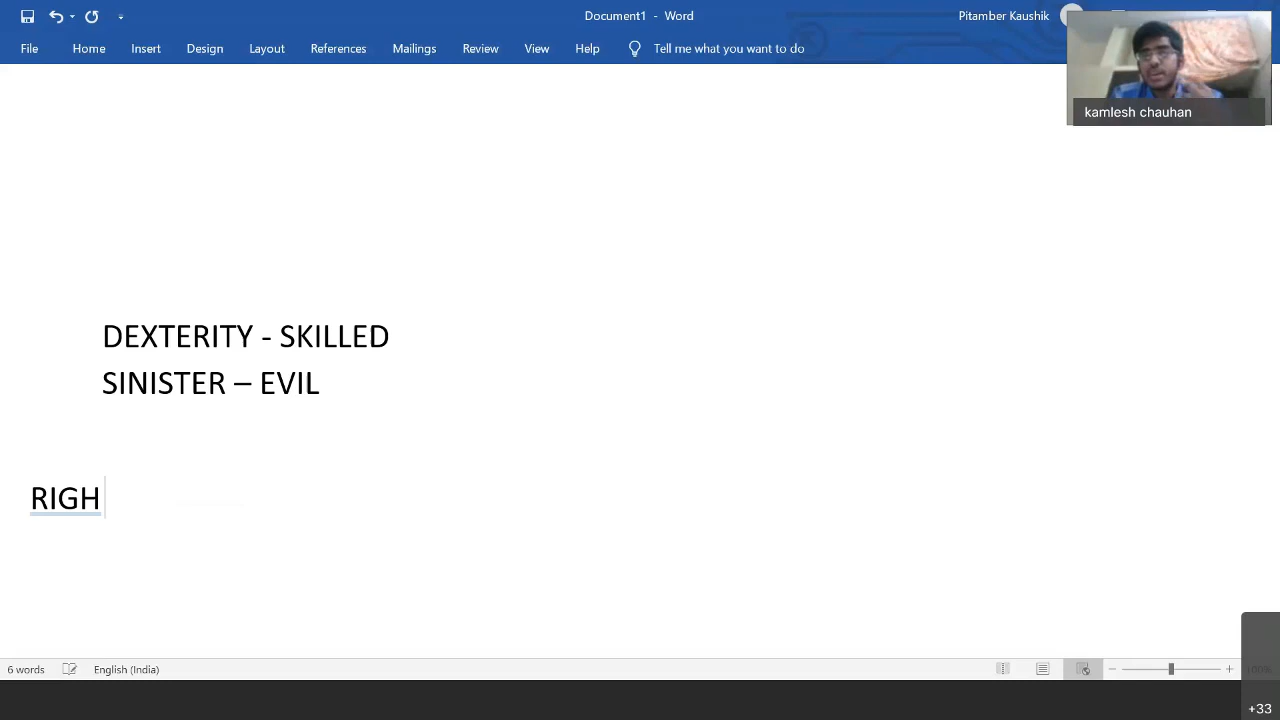 Document1 - Word
Pitamber Kaushik
File Home Insert Design Layout References Mailings Review View Help Tell me what you want to do
kamlesh chauhan
DEXTERITY - SKILLED
SINISTER – EVIL
RIGH
6 words English (India)
+33